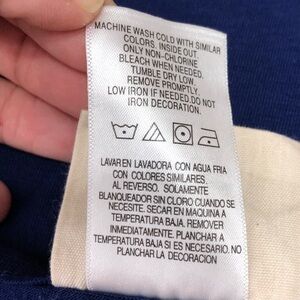 MACHINE WASH COLD WITH SIMILAR
COLORS. INSIDE OUT.
ONLY NON-CHLORINE
BLEACH WHEN NEEDED.
TUMBLE DRY LOW.
REMOVE PROMPTLY.
LOW IRON IF NEEDED. DO NOT
IRON DECORATION.
LAVAR EN LAVADORA CON AGUA FRIA
CON COLORES SIMILARES,
AL REVERSO. SOLAMENTE
BLANQUEADOR SIN CLORO CUANDO SE
NECESITE. SECAR EN MAQUINA A
TEMPERATURA BAJA. REMOVER
INMEDIATAMENTE. PLANCHAR A
TEMPERATURA BAJA SI ES NECESARIO. NO
PLANCHAR LA DECORACION